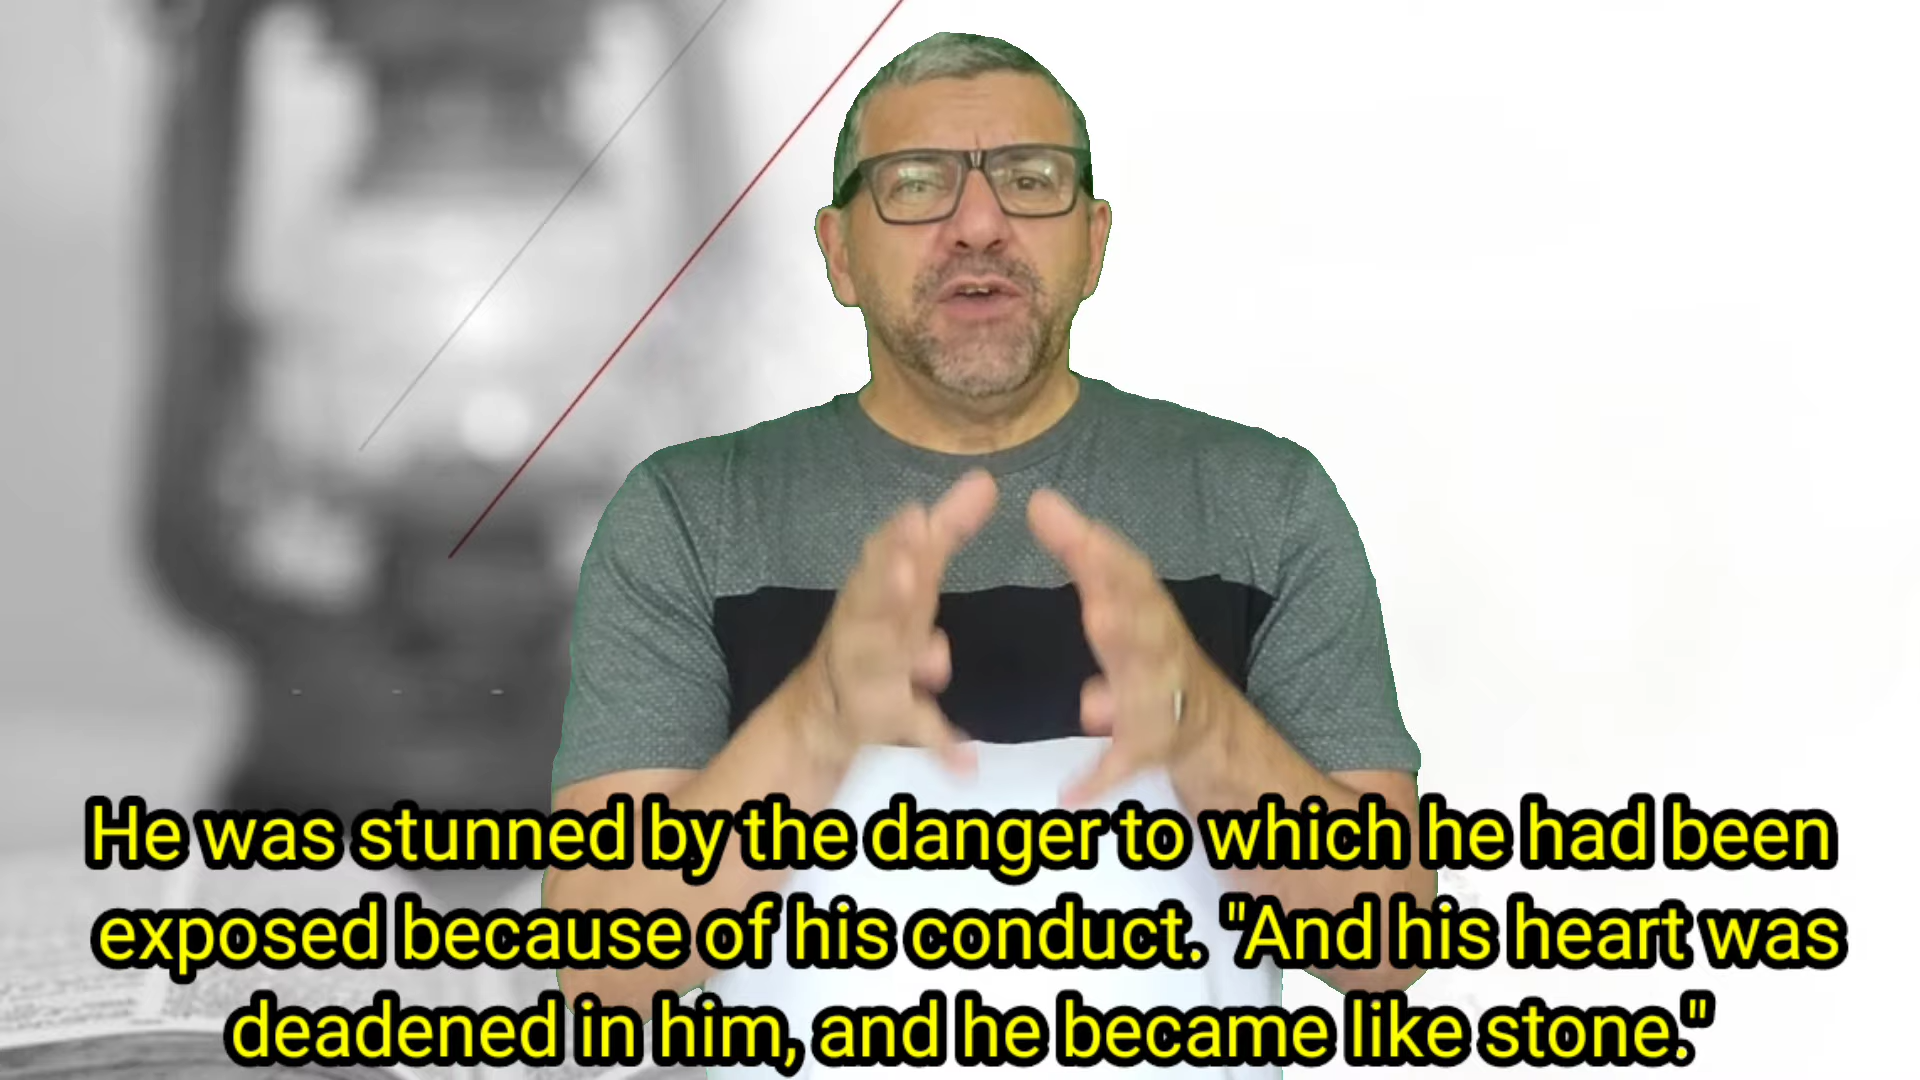 He was stunned by the danger to which he had been
exposed because of his conduct. "And his heart was
deadened in him, and he became like stone."